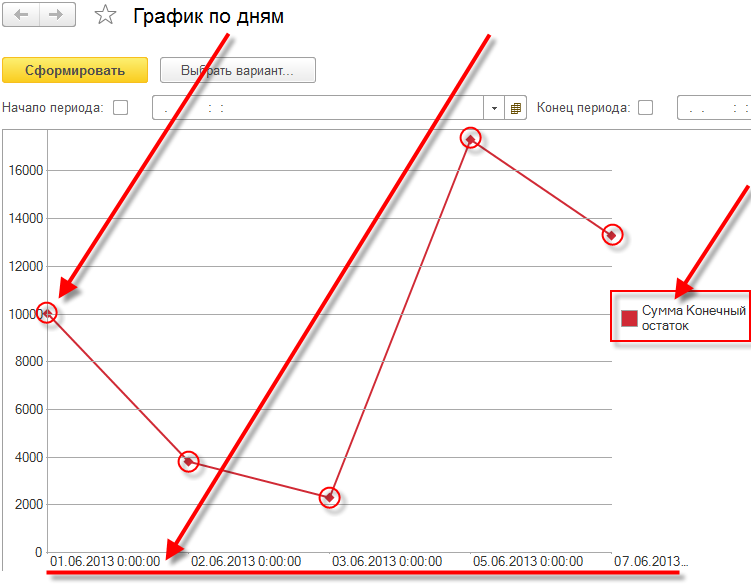 График по дням
Сформировать
Выбрать вариант...
Начало периода:
. . : :
Конец периода:
. . : :
16000
14000
12000
10000
8000
6000
4000
2000
0
Сумма Конечный
остаток
01.06.2013 0:00:00 02.06.2013 0:00:00 03.06.2013 0:00:00 05.06.2013 0:00:00 07.06.2013...